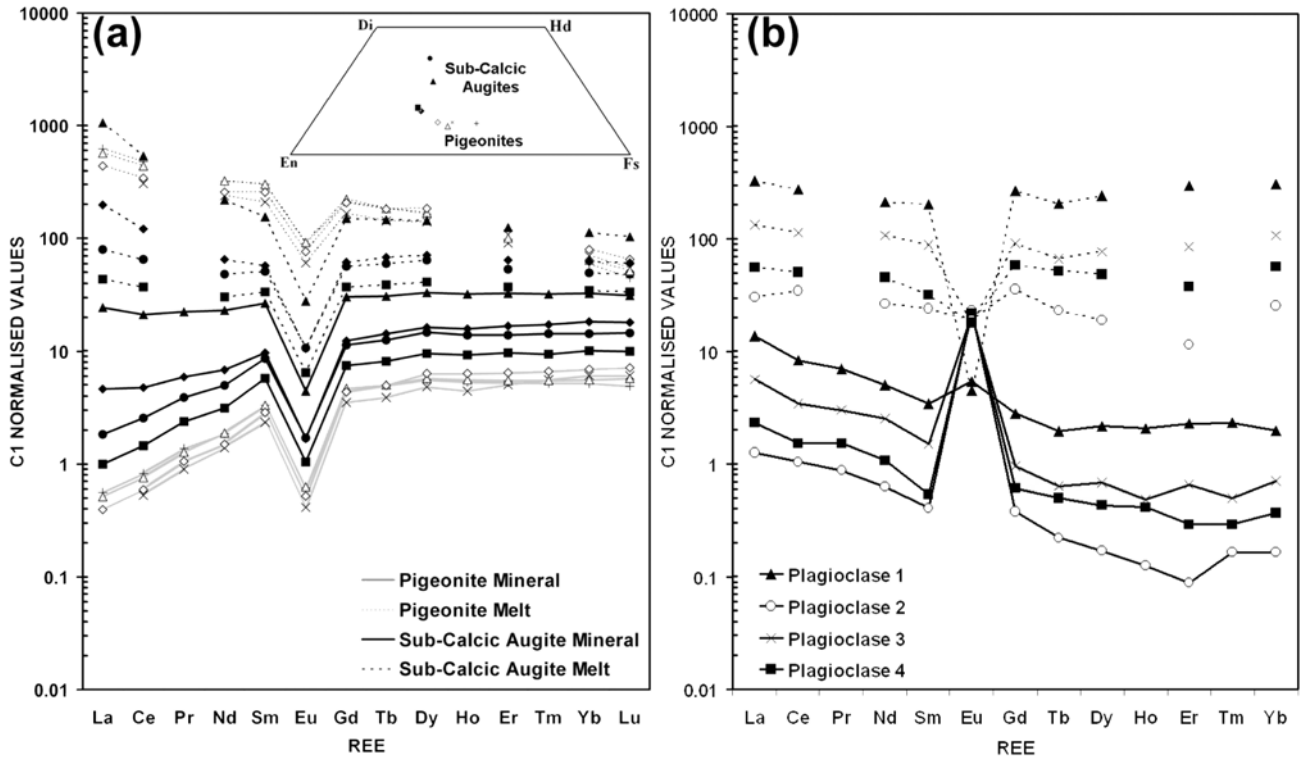 (a)
10000
1000
100
10
1
0.1
0.01
C1 NORMALISED VALUES
Di
Hd
Sub-Calcic
Augites
Pigeonites
En
Fs
Pigeonite Mineral
Pigeonite Melt
Sub-Calcic Augite Mineral
Sub-Calcic Augite Melt
La Ce Pr Nd Sm Eu Gd Tb Dy Ho Er Tm Yb Lu
REE
(b)
10000
1000
100
10
1
0.1
0.01
C1 NORMALISED VALUES
Plagioclase 1
Plagioclase 2
Plagioclase 3
Plagioclase 4
La Ce Pr Nd Sm Eu Gd Tb Dy Ho Er Tm Yb
REE